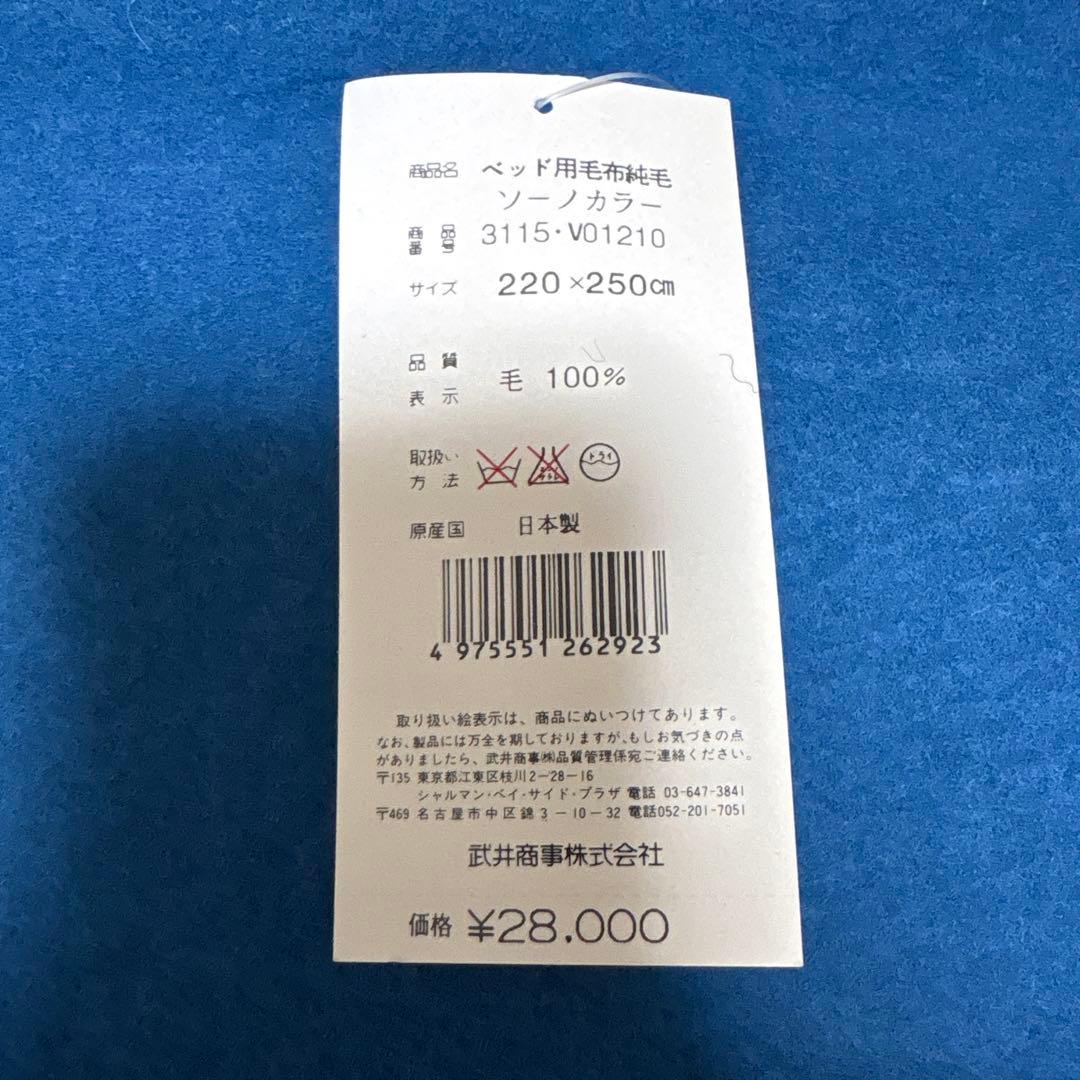 商品名 ベッド用毛布純毛
ソーノカラー
商品番号 3115・V01210
サイズ 220×250cm
品質表示 毛 100%
取扱い方法 ドライ
原産国 日本製
4 975551 262923
取り扱い絵表示は、商品にぬいつけてあります。
なお、製品には万全を期しておりますが、もしお気づきの点
がありましたら、武井商事㈱品質管理係宛ご連絡ください。
〒135 東京都江東区枝川2-28-16
シャルマン・ベイ・サイド・プラザ 電話 03-647-3841
〒469 名古屋市中区錦3-10-32 電話052-201-7051
武井商事株式会社
価格 ¥28,000